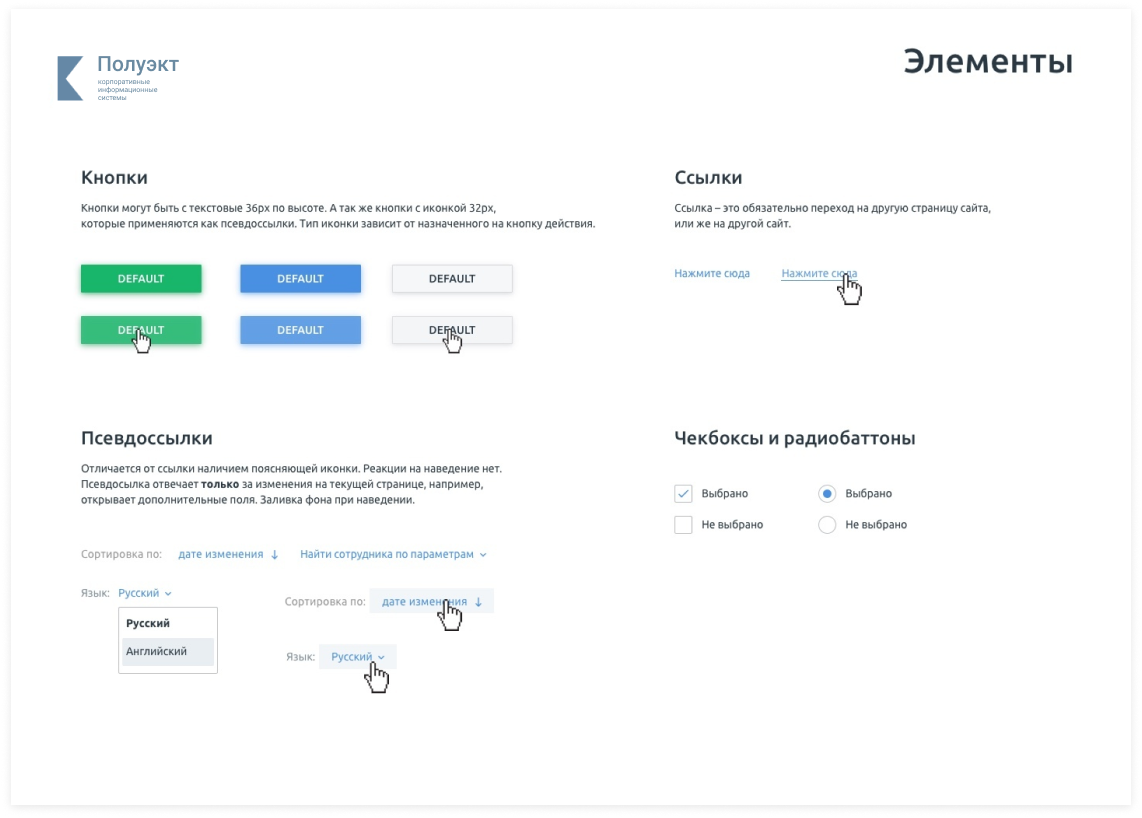 Полуэкт
корпоративные
информационные
системы
Элементы
Кнопки
Кнопки могут быть с текстовые 36px по высоте. А так же кнопки с иконкой 32px,
которые применяются как псевдоссылки. Тип иконки зависит от назначенного на кнопку действия.
DEFAULT DEFAULT DEFAULT
DEFAULT DEFAULT DEFAULT
Ссылки
Ссылка – это обязательно переход на другую страницу сайта,
или же на другой сайт.
Нажмите сюда Нажмите сюда
Псевдоссылки
Отличается от ссылки наличием поясняющей иконки. Реакции на наведение нет.
Псевдосылка отвечает только за изменения на текущей странице, например,
открывает дополнительные поля. Заливка фона при наведении.
Сортировка по: дате изменения Найти сотрудника по параметрам
Язык: Русский
Русский
Английский
Сортировка по: дате изменения
Язык: Русский
Чекбоксы и радиобаттоны
Выбрано Выбрано
Не выбрано Не выбрано